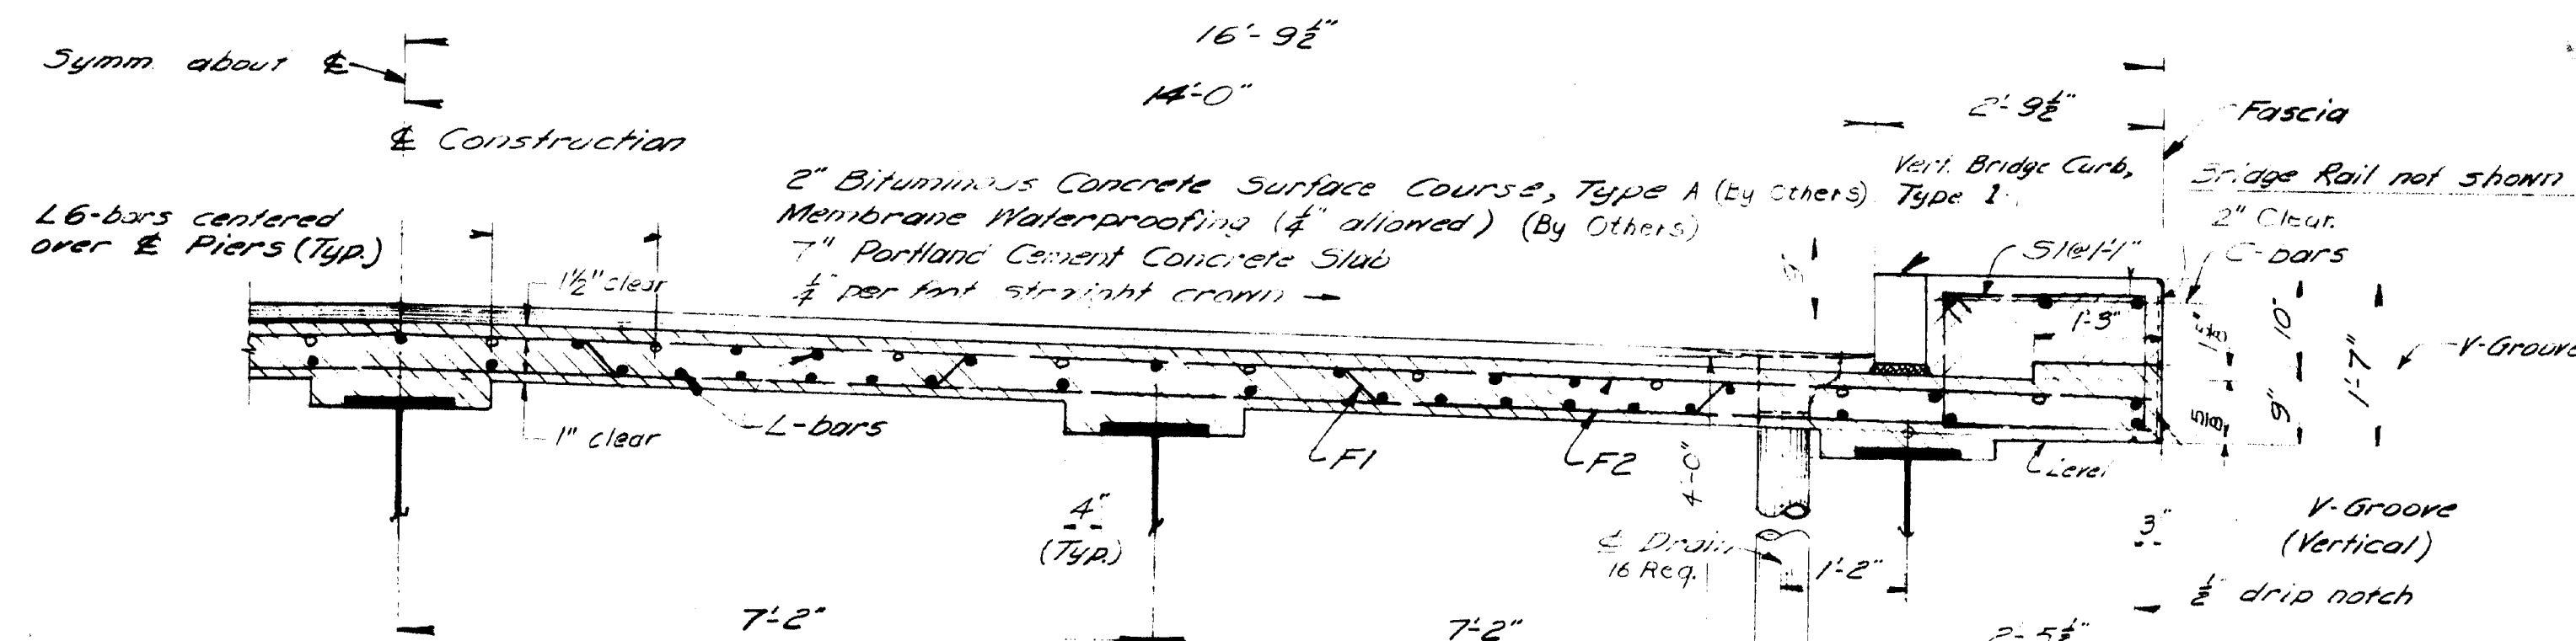 16'-9½"
Symm. about ℄
14'-0"
2'-9½"
Fascia
℄ Construction
Vert. Bridge Curb,
Type 1
Bridge Rail not shown
2" Bituminous Concrete Surface Course, Type A (By Others)
Membrane Waterproofing (¼" allowed) (By Others)
7" Portland Cement Concrete Slab
¼" per foot straight crown
L6-bars centered
over ℄ Piers (Typ.)
2" Clear.
C-bars
S1@1'-1"
1½" clear
9"
1'-3"
10"
V-Groove
9"
1'-7"
1" clear
L-bars
F1
F2
4'-0"
Level
4"
(Typ.)
3"
V-Groove
(Vertical)
℄ Drain
16 Req.
1'-2"
½" drip notch
7'-2"
7'-2"
2'-5½"